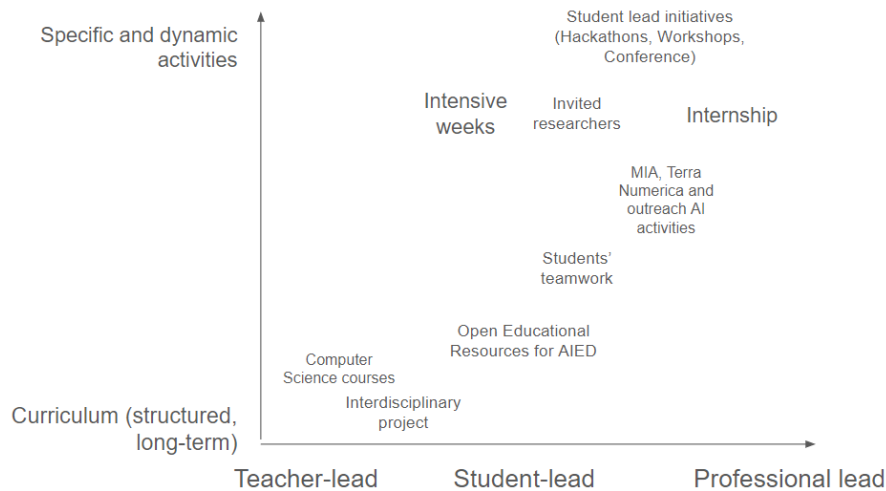 Student lead initiatives
(Hackathons, Workshops,
Conference)
Specific and dynamic
activities
Intensive
weeks
Invited
researchers
Internship
MIA, Terra
Numerica and
outreach AI
activities
Students’
teamwork
Open Educational
Resources for AIED
Computer
Science courses
Interdisciplinary
project
Curriculum (structured,
long-term)
Teacher-lead
Student-lead
Professional lead